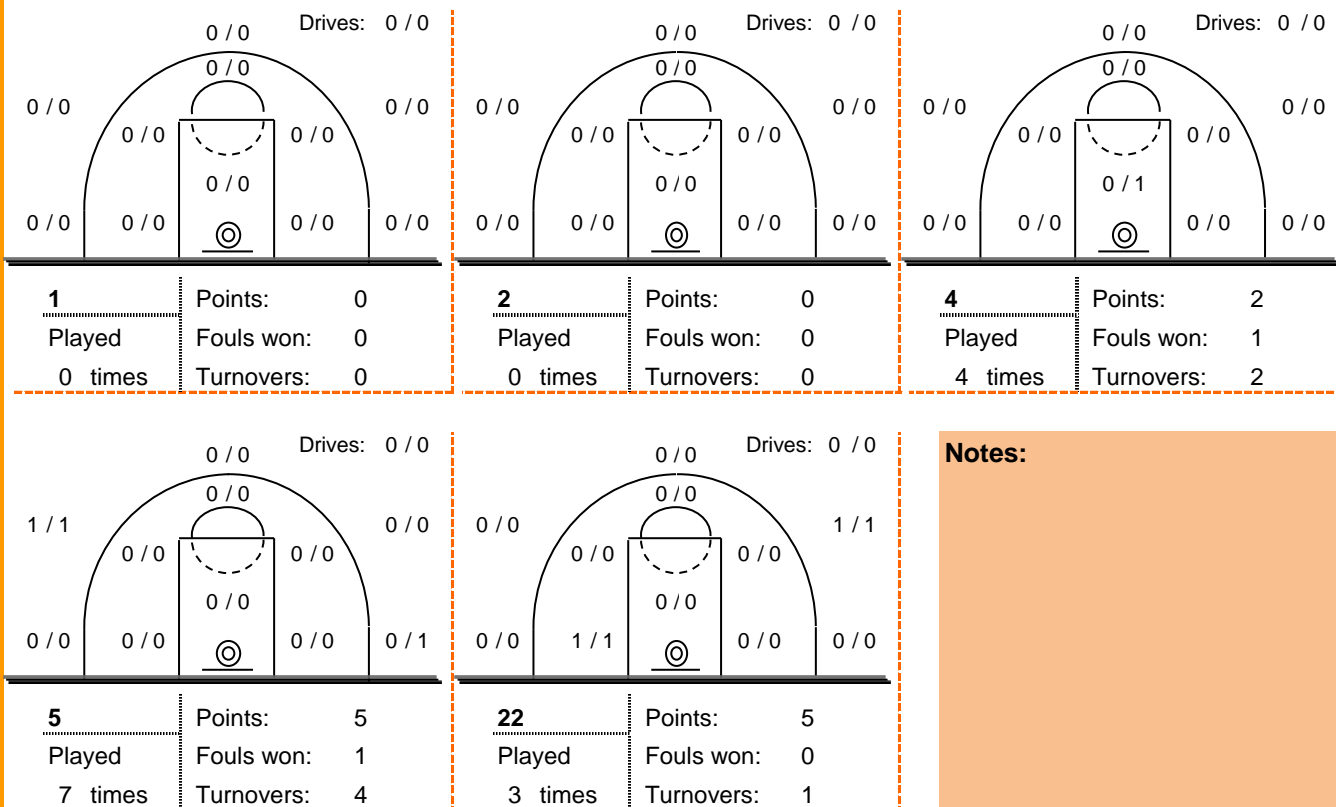 0 / 0 Drives: 0 / 0
0 / 0
0 / 0 0 / 0
0 / 0 0 / 0
0 / 0
0 / 0 0 / 0 0 / 0 0 / 0
1 Points: 0
Played Fouls won: 0
0 times Turnovers: 0
0 / 0 Drives: 0 / 0
0 / 0
0 / 0 0 / 0
0 / 0 0 / 0
0 / 0
0 / 0 0 / 0 0 / 0 0 / 0
2 Points: 0
Played Fouls won: 0
0 times Turnovers: 0
0 / 0 Drives: 0 / 0
0 / 0
0 / 0 0 / 0
0 / 0 0 / 0
0 / 1
0 / 0 0 / 0 0 / 0 0 / 0
4 Points: 2
Played Fouls won: 1
4 times Turnovers: 2
0 / 0 Drives: 0 / 0
0 / 0
1 / 1 0 / 0
0 / 0 0 / 0
0 / 0
0 / 0 0 / 0 0 / 0 0 / 1
5 Points: 5
Played Fouls won: 1
7 times Turnovers: 4
0 / 0 Drives: 0 / 0
0 / 0
0 / 0 1 / 1
0 / 0 0 / 0
0 / 0
0 / 0 1 / 1 0 / 0 0 / 0
22 Points: 5
Played Fouls won: 0
3 times Turnovers: 1
Notes: